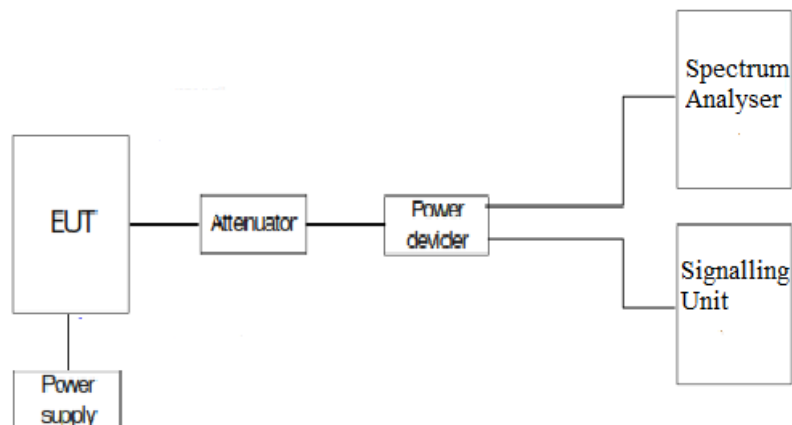 Spectrum
Analyser
EUT
Attenuator
Power
devider
Signalling
Unit
Power
supply